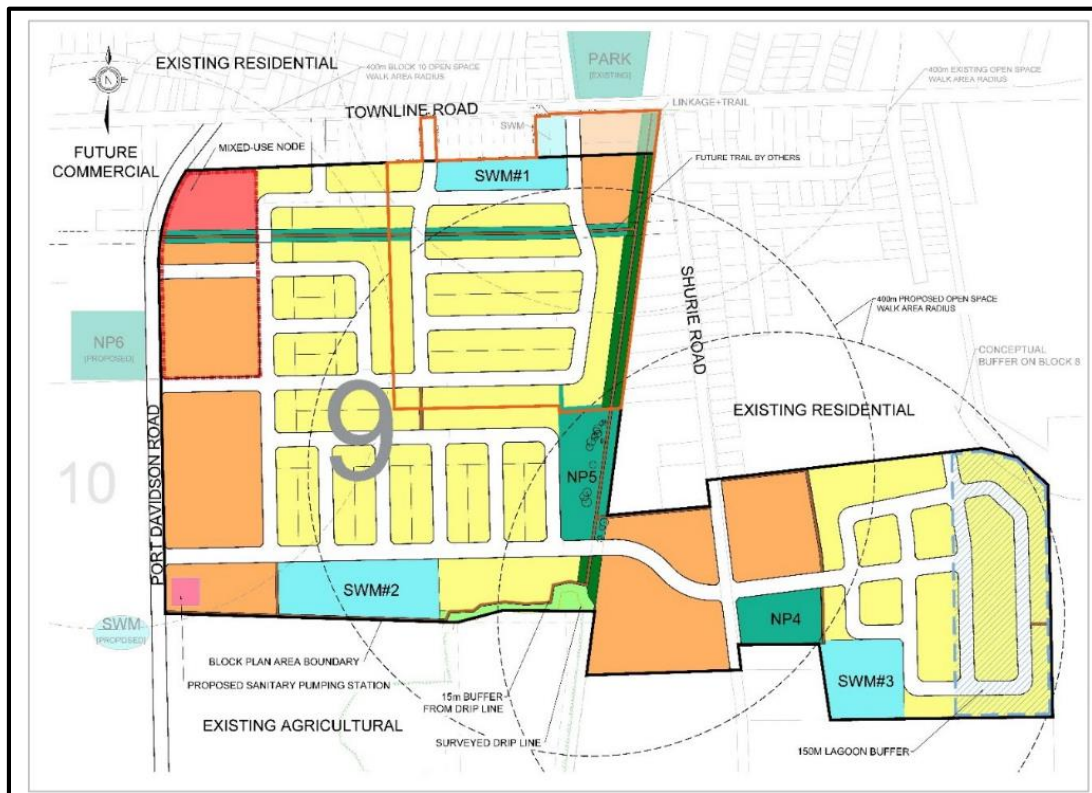 EXISTING RESIDENTIAL
PARK
[EXISTING]
400m BLOCK 10 OPEN SPACE
WALK AREA RADIUS
400m EXISTING OPEN SPACE
WALK AREA RADIUS
N
TOWNLINE ROAD
LINKAGE+TRAIL
SWM
FUTURE
COMMERCIAL
MIXED-USE NODE
FUTURE TRAIL BY OTHERS
SWM#1
SHURIE ROAD
400m PROPOSED OPEN SPACE
WALK AREA RADIUS
NP6
[PROPOSED]
CONCEPTUAL
BUFFER ON BLOCK 8
9
EXISTING RESIDENTIAL
10
PORT DAVIDSON ROAD
NP5
SWM#2
NP4
SWM
[PROPOSED]
BLOCK PLAN AREA BOUNDARY
PROPOSED SANITARY PUMPING STATION
15m BUFFER
FROM DRIP LINE
SWM#3
EXISTING AGRICULTURAL
SURVEYED DRIP LINE
150M LAGOON BUFFER